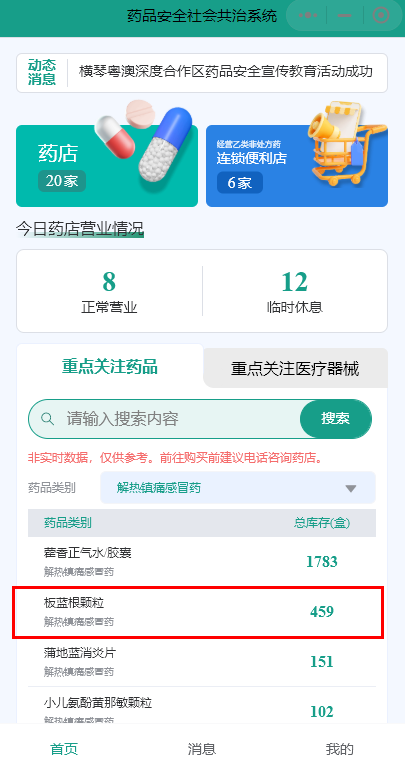 药品安全社会共治系统
动态
消息
横琴粤澳深度合作区药品安全宣传教育活动成功
药店
20家
经营乙类非处方药
连锁便利店
6家
今日药店营业情况
8
正常营业
12
临时休息
重点关注药品
重点关注医疗器械
请输入搜索内容
搜索
非实时数据，仅供参考。前往购买前建议电话咨询药店。
药品类别
解热镇痛感冒药
药品类别
总库存(盒)
藿香正气水/胶囊
解热镇痛感冒药
1783
板蓝根颗粒
解热镇痛感冒药
459
蒲地蓝消炎片
解热镇痛感冒药
151
小儿氨酚黄那敏颗粒
解热镇痛感冒药
102
首页
消息
我的